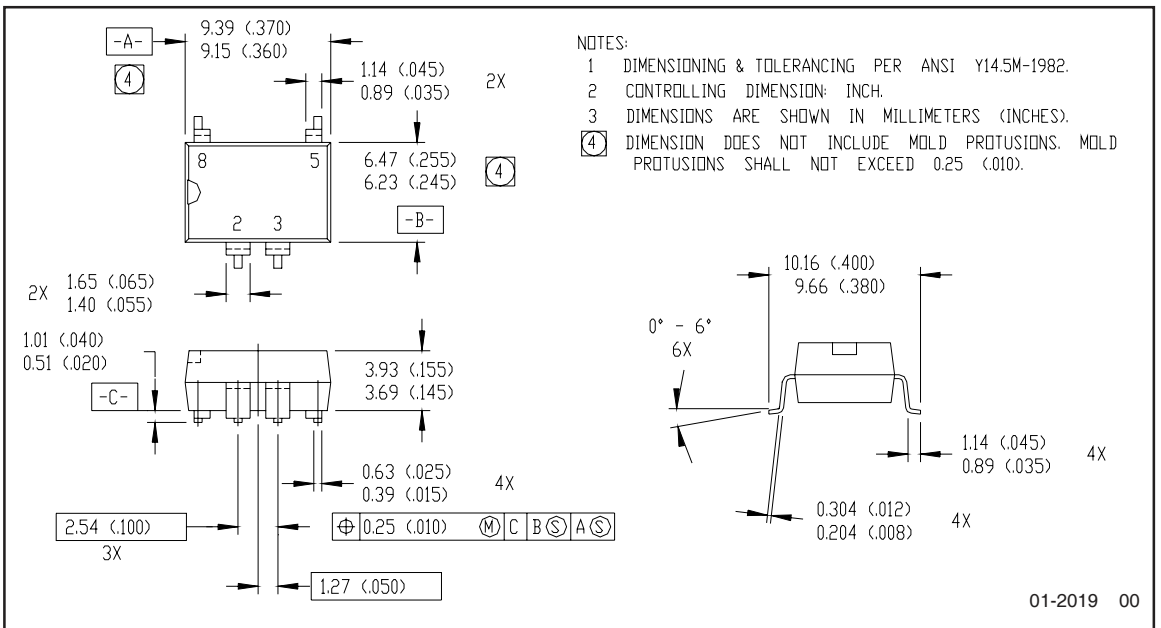 -A-
9.39 (.370)
9.15 (.360)
4
1.14 (.045)
0.89 (.035)
2X
8
5
2
3
6.47 (.255)
6.23 (.245)
4
-B-
2X
1.65 (.065)
1.40 (.055)
1.01 (.040)
0.51 (.020)
-C-
3.93 (.155)
3.69 (.145)
0.63 (.025)
0.39 (.015)
4X
2.54 (.100)
3X
⌖ 0.25 (.010) Ⓜ C B Ⓢ A Ⓢ
1.27 (.050)
NOTES:
1 DIMENSIONING & TOLERANCING PER ANSI Y14.5M-1982.
2 CONTROLLING DIMENSION: INCH.
3 DIMENSIONS ARE SHOWN IN MILLIMETERS (INCHES).
4 DIMENSION DOES NOT INCLUDE MOLD PROTUSIONS. MOLD
PROTUSIONS SHALL NOT EXCEED 0.25 (.010).
10.16 (.400)
9.66 (.380)
0° - 6°
6X
1.14 (.045)
0.89 (.035)
4X
0.304 (.012)
0.204 (.008)
4X
01-2019 00